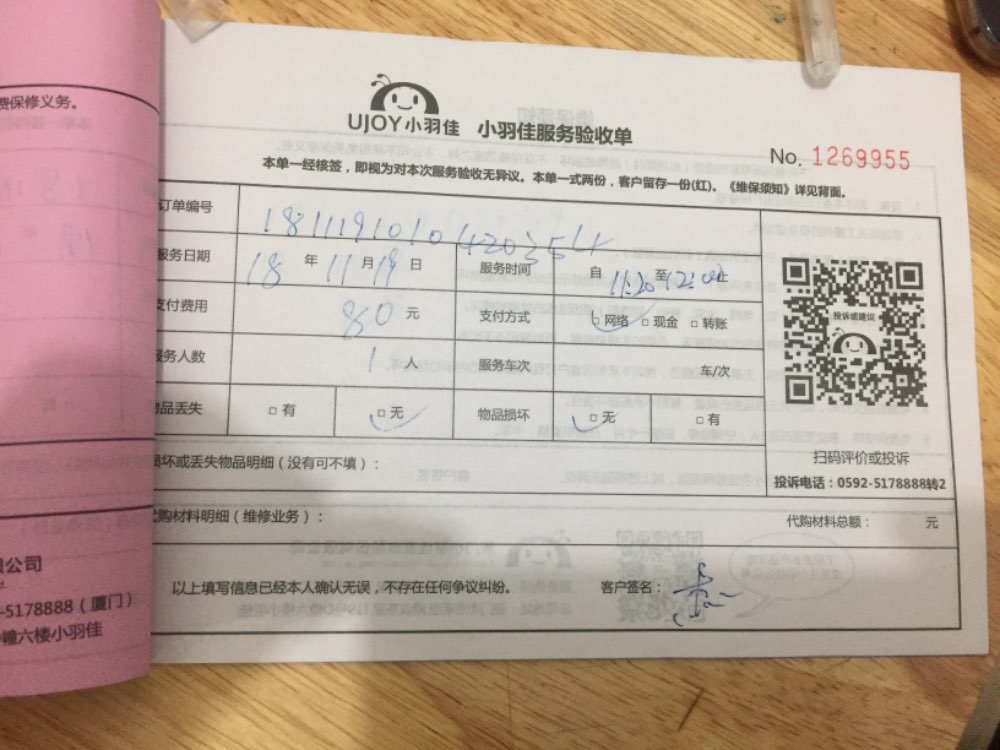 费保修义务。
UJOY小羽佳 小羽佳服务验收单
No. 1269955
本单一经核签，即视为对本次服务验收无异议。本单一式两份，客户留存一份(红)。《维保须知》详见背面。
订单编号 181119101042035
服务日期 18 年 11 月 19 日 服务时间 自 11:20 至 12:00 止
支付费用 80 元 支付方式 □网络 □现金 □转账
服务人数 1 人 服务车次 车/次
物品丢失 □有 □无 物品损坏 □无 □有
投诉或建议
扫码评价或投诉
投诉电话：0592-5178888转2
损坏或丢失物品明细（没有可不填）：
代购材料明细（维修业务）： 代购材料总额： 元
以上填写信息已经本人确认无误，不存在任何争议纠纷。 客户签名：
限公司
d.
-5178888（厦门）
幢六楼小羽佳